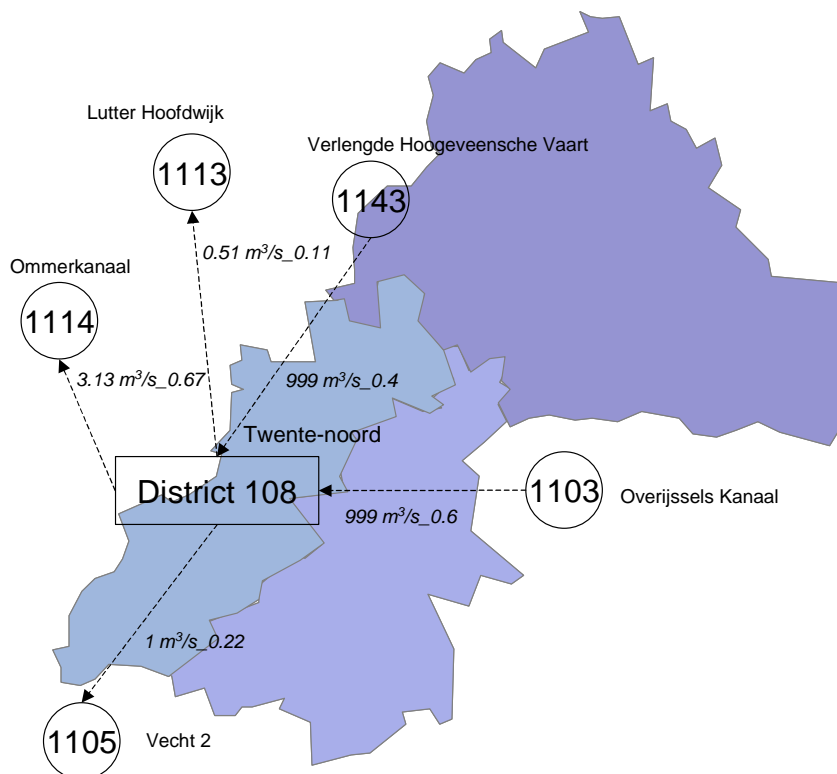 Lutter Hoofdwijk
Verlengde Hoogeveensche Vaart
1113
1143
0.51 m³/s_0.11
Ommerkanaal
1114
3.13 m³/s_0.67
999 m³/s_0.4
Twente-noord
District 108
1103
Overijssels Kanaal
999 m³/s_0.6
1 m³/s_0.22
1105
Vecht 2